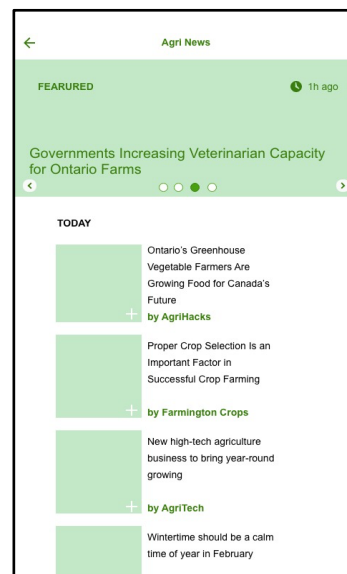 Agri News
FEARURED
1h ago
Governments Increasing Veterinarian Capacity
for Ontario Farms
TODAY
Ontario's Greenhouse
Vegetable Farmers Are
Growing Food for Canada's
Future
by AgriHacks
Proper Crop Selection Is an
Important Factor in
Successful Crop Farming
by Farmington Crops
New high-tech agriculture
business to bring year-round
growing
by AgriTech
Wintertime should be a calm
time of year in February